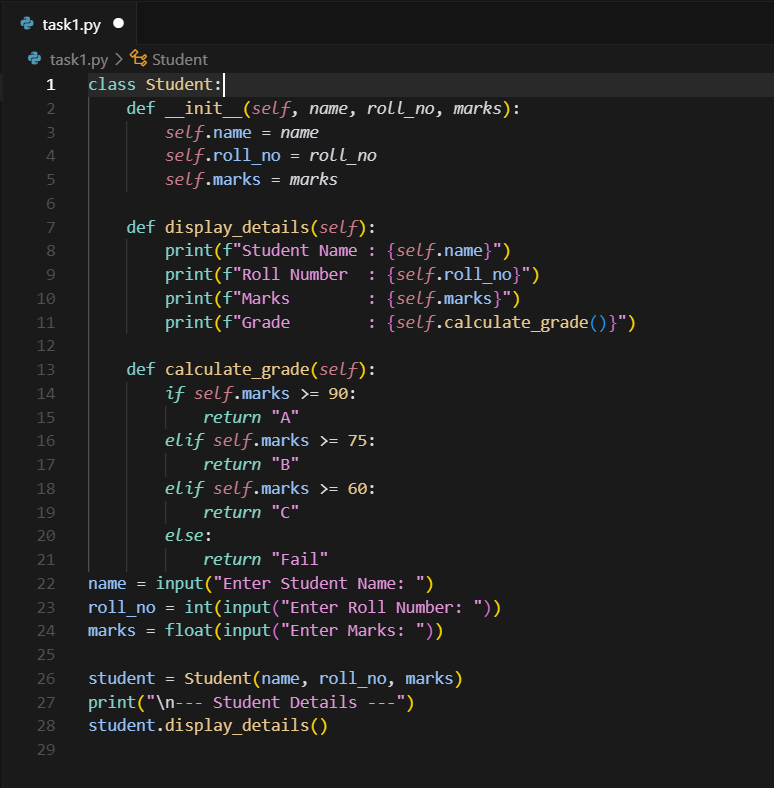 task1.py
task1.py > Student
1 class Student:
2     def __init__(self, name, roll_no, marks):
3         self.name = name
4         self.roll_no = roll_no
5         self.marks = marks
6
7     def display_details(self):
8         print(f"Student Name : {self.name}")
9         print(f"Roll Number  : {self.roll_no}")
10         print(f"Marks        : {self.marks}")
11         print(f"Grade        : {self.calculate_grade()}")
12
13     def calculate_grade(self):
14         if self.marks >= 90:
15             return "A"
16         elif self.marks >= 75:
17             return "B"
18         elif self.marks >= 60:
19             return "C"
20         else:
21             return "Fail"
22 name = input("Enter Student Name: ")
23 roll_no = int(input("Enter Roll Number: "))
24 marks = float(input("Enter Marks: "))
25
26 student = Student(name, roll_no, marks)
27 print("\n--- Student Details ---")
28 student.display_details()
29